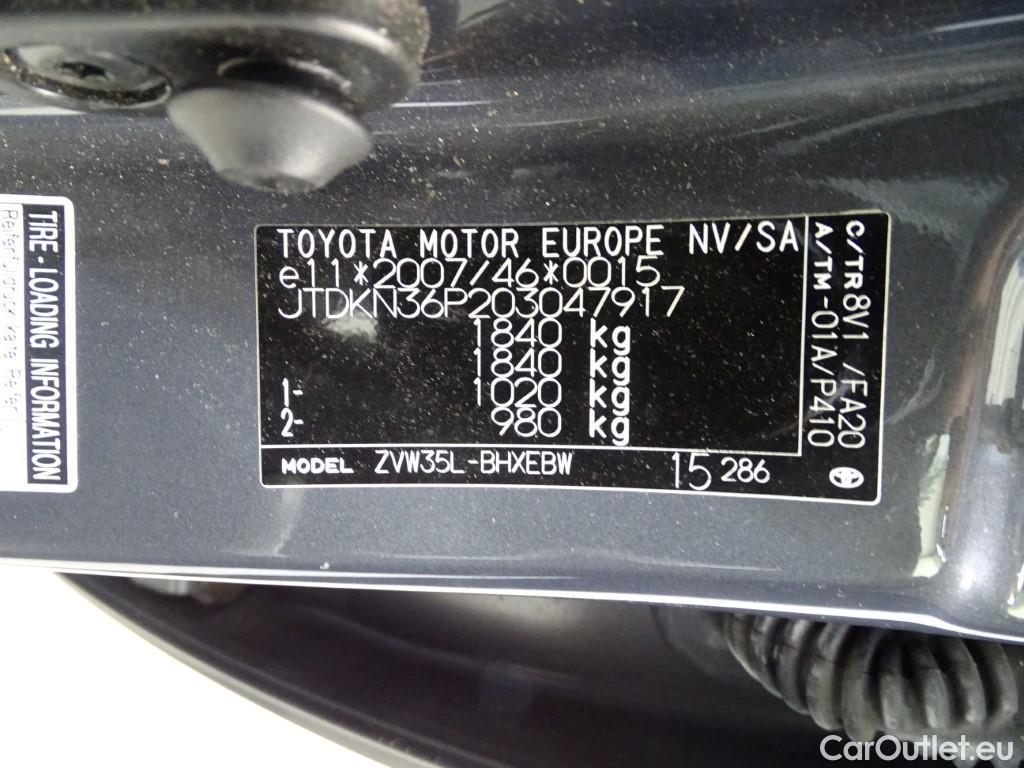 TIRE-LOADING INFORMATION
TOYOTA MOTOR EUROPE NV/SA
e11*2007/46*0015
JTDKN36P203047917
1840 kg
1840 kg
1- 1020 kg
2- 980 kg
MODEL ZVW35L-BHXEBW 15 286
C/TR 8V1 /FA20
A/TM-01A/P410
CarOutlet.eu